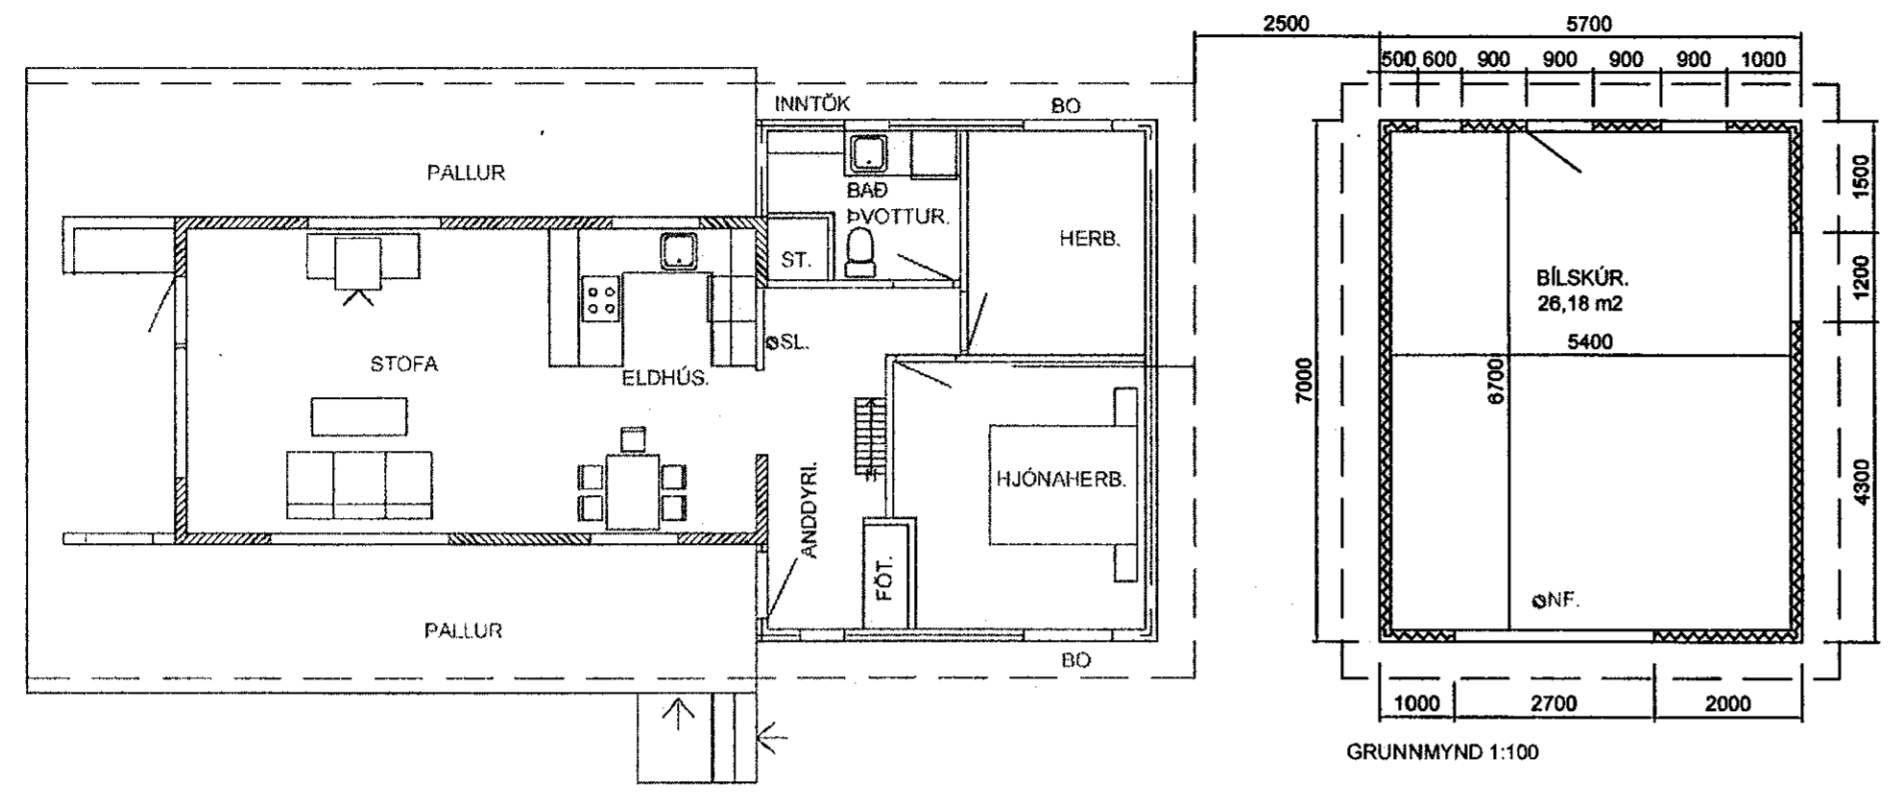 2500
5700
500 600 900 900 900 900 1000
INNTÖK
BO
PALLUR
BAÐ
ÞVOTTUR.
ST.
HERB.
SL.
STOFA
ELDHÚS.
ANDDYRI.
HJÓNAHERB.
FÖT.
PALLUR
BO
7000
BÍLSKÚR.
26,18 m2
5400
6700
NF.
1500
1200
4300
1000 2700 2000
GRUNNMYND 1:100